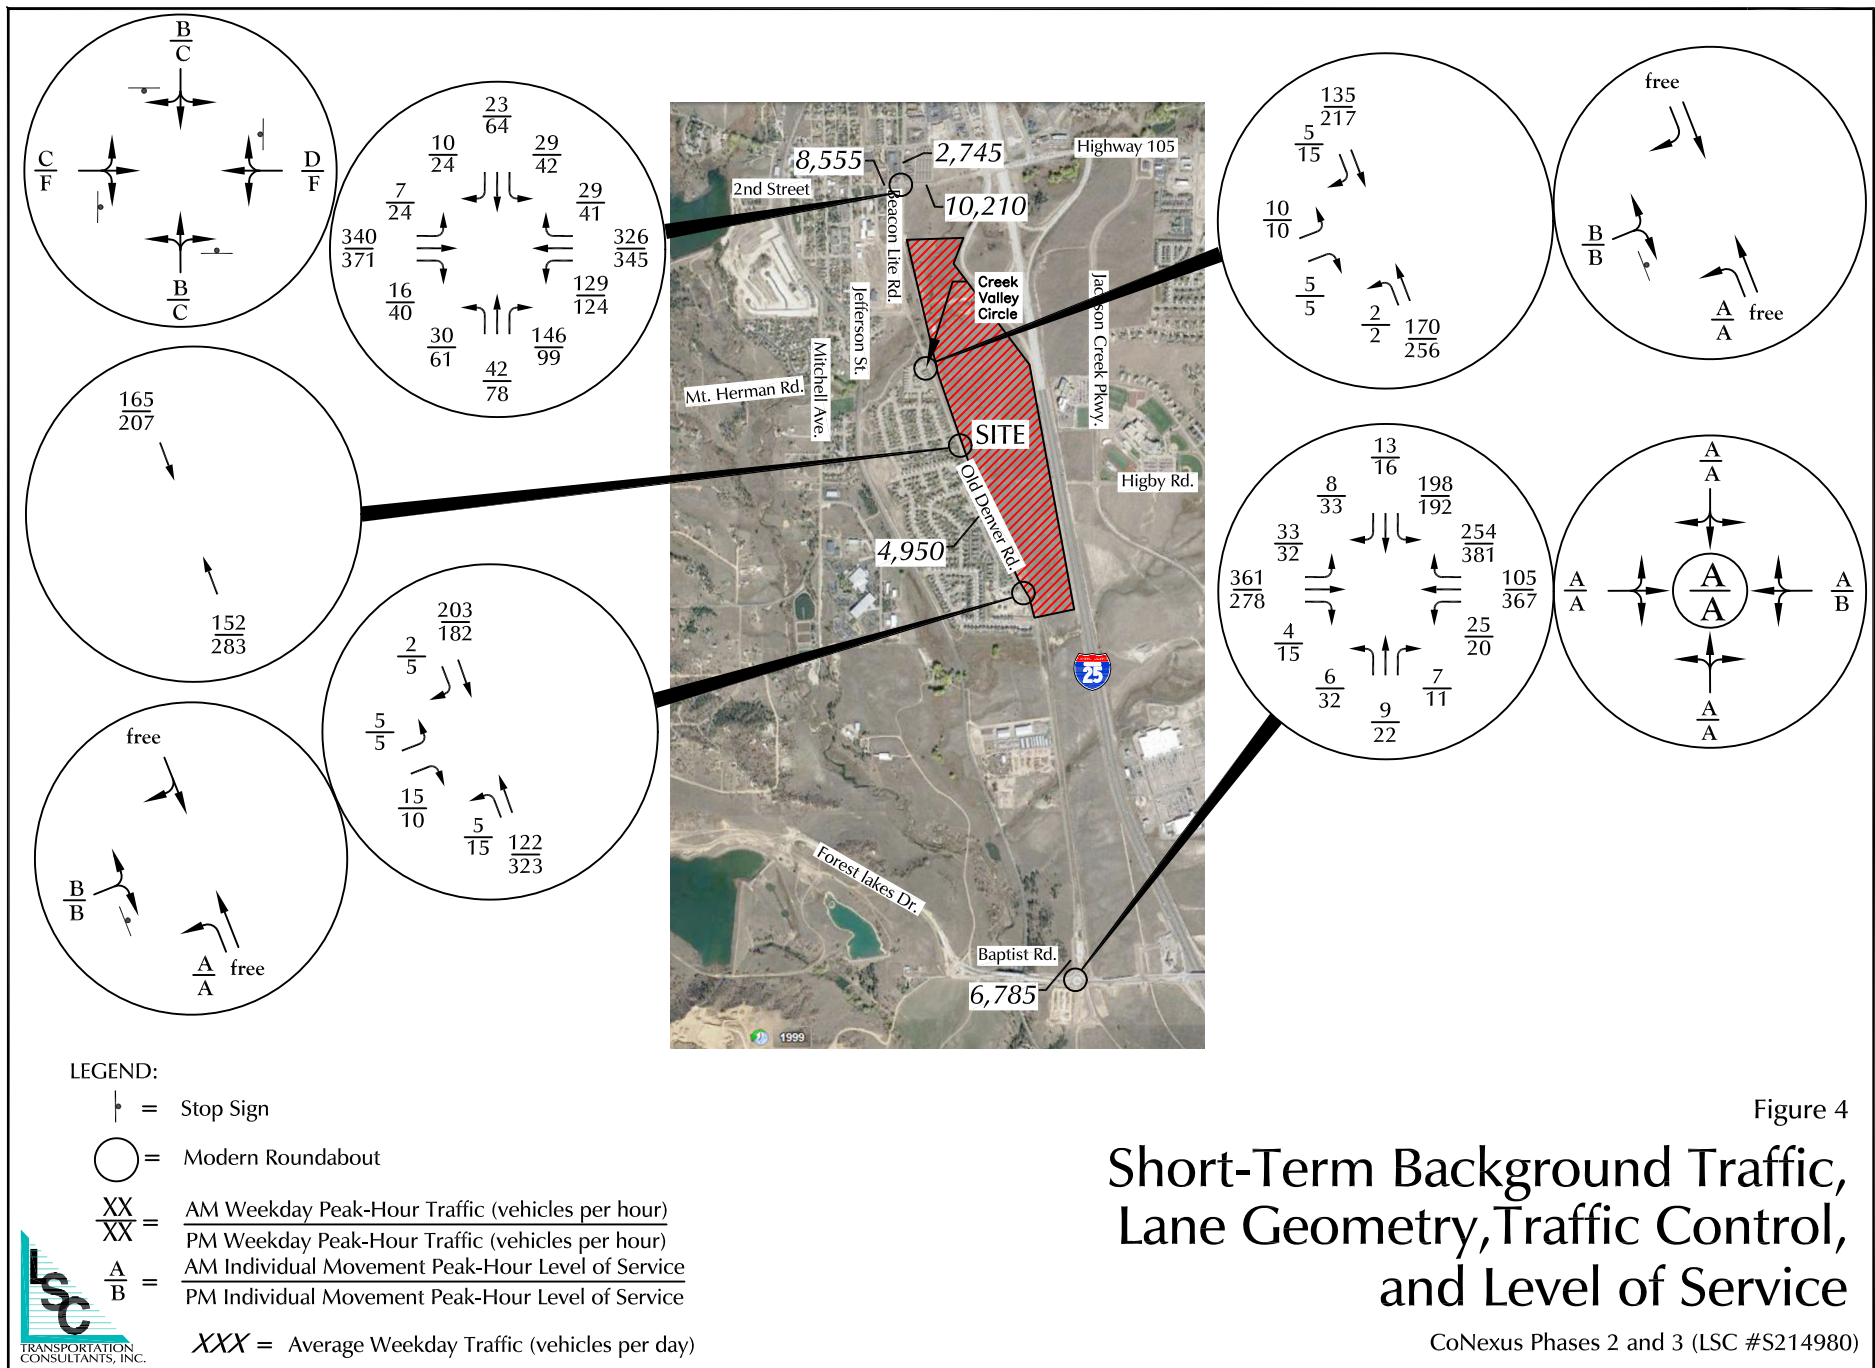 B
C
C
F
D
F
B
C
23
64
10
24
29
42
7
24
29
41
340
371
326
345
16
40
129
124
30
61
146
99
42
78
165
207
152
283
203
182
2
5
5
5
15
10
5
15
122
323
free
B
B
A
A
free
8,555
2,745
Highway 105
2nd Street
10,210
Beacon Lite Rd.
Creek
Valley
Circle
Jefferson St.
Jackson Creek Pkwy.
Mitchell Ave.
Mt. Herman Rd.
SITE
Higby Rd.
Old Denver Rd.
4,950
25
Forest lakes Dr.
Baptist Rd.
6,785
1999
135
217
5
15
10
10
5
5
2
2
170
256
free
B
B
A
A
free
13
16
8
33
198
192
33
32
254
381
361
278
105
367
4
15
25
20
6
32
7
11
9
22
A
A
A
A
A
A
A
B
A
A
LEGEND:
= Stop Sign
= Modern Roundabout
XX
XX
=
AM Weekday Peak-Hour Traffic (vehicles per hour)
PM Weekday Peak-Hour Traffic (vehicles per hour)
A
B
=
AM Individual Movement Peak-Hour Level of Service
PM Individual Movement Peak-Hour Level of Service
XXX = Average Weekday Traffic (vehicles per day)
LSC
TRANSPORTATION
CONSULTANTS, INC.
Figure 4
Short-Term Background Traffic,
Lane Geometry,Traffic Control,
and Level of Service
CoNexus Phases 2 and 3 (LSC #S214980)